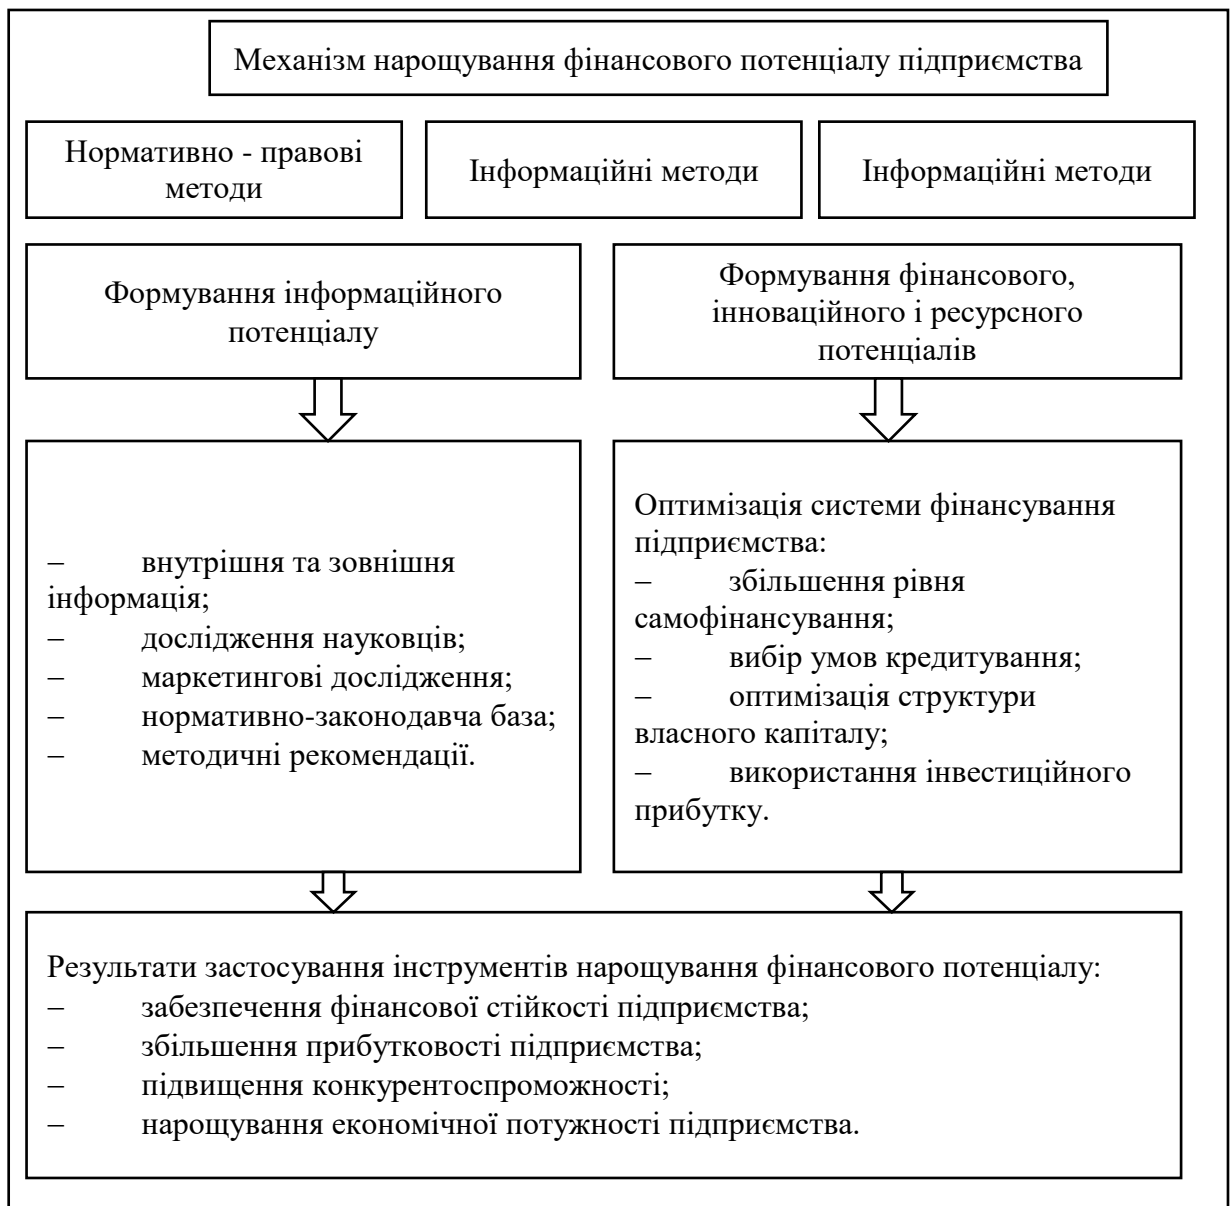 Механізм нарощування фінансового потенціалу підприємства
Нормативно - правові
методи
Інформаційні методи
Інформаційні методи
Формування інформаційного
потенціалу
Формування фінансового,
інноваційного і ресурсного
потенціалів
– внутрішня та зовнішня
інформація;
– дослідження науковців;
– маркетингові дослідження;
– нормативно-законодавча база;
– методичні рекомендації.
Оптимізація системи фінансування
підприємства:
– збільшення рівня
самофінансування;
– вибір умов кредитування;
– оптимізація структури
власного капіталу;
– використання інвестиційного
прибутку.
Результати застосування інструментів нарощування фінансового потенціалу:
– забезпечення фінансової стійкості підприємства;
– збільшення прибутковості підприємства;
– підвищення конкурентоспроможності;
– нарощування економічної потужності підприємства.